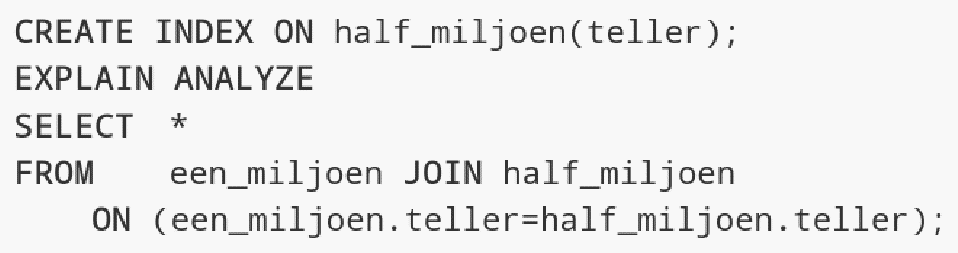 CREATE INDEX ON half_miljoen(teller);
EXPLAIN ANALYZE
SELECT  *
FROM    een_miljoen JOIN half_miljoen
    ON (een_miljoen.teller=half_miljoen.teller);